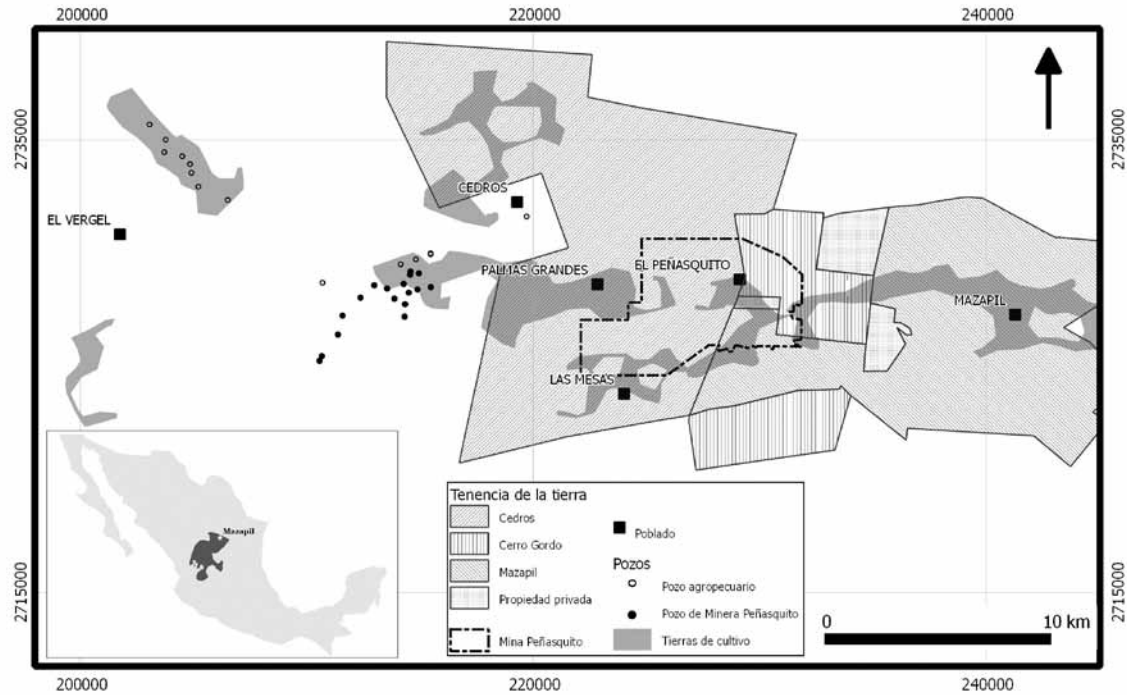 200000 220000 240000
2735000 2735000
CEDROS
EL VERGEL
PALMAS GRANDES EL PEÑASQUITO
MAZAPIL
LAS MESAS
Mazapil
Tenencia de la tierra
Cedros
Cerro Gordo
Mazapil
Propiedad privada
Mina Peñasquito
Poblado
Pozos
Pozo agropecuario
Pozo de Minera Peñasquito
Tierras de cultivo
0 10 km
2715000 2715000
200000 220000 240000